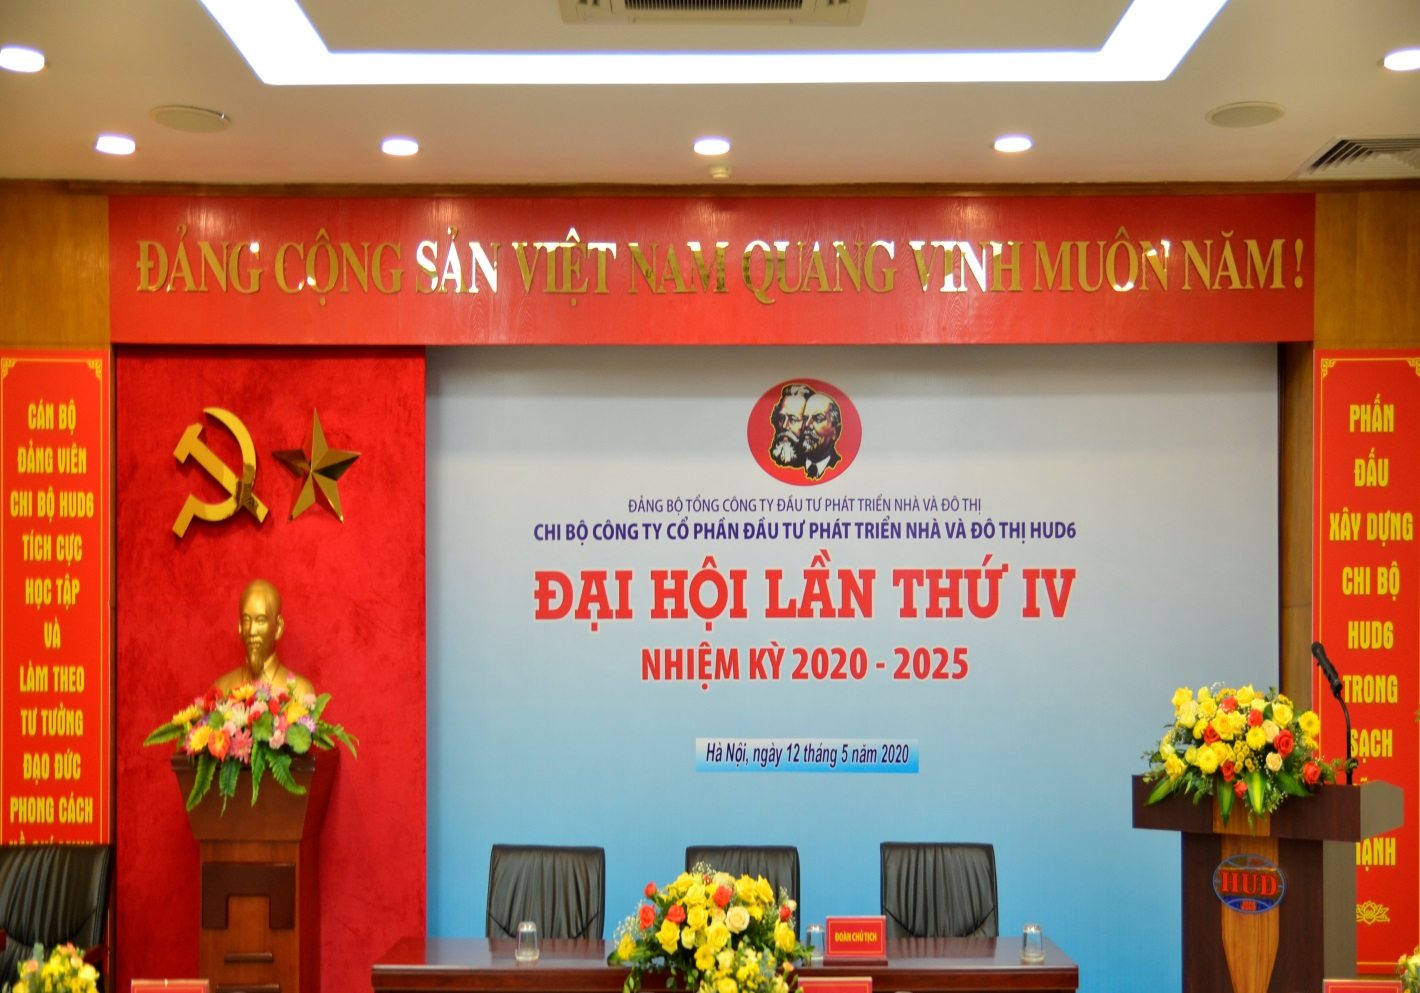 ĐẢNG CỘNG SẢN VIỆT NAM QUANG VINH MUÔN NĂM!
CÁN BỘ
ĐẢNG VIÊN
CHI BỘ HUD6
TÍCH CỰC
HỌC TẬP
VÀ
LÀM THEO
TƯ TƯỞNG
ĐẠO ĐỨC
PHONG CÁCH
ĐẢNG BỘ TỔNG CÔNG TY ĐẦU TƯ PHÁT TRIỂN NHÀ VÀ ĐÔ THỊ
CHI BỘ CÔNG TY CỔ PHẦN ĐẦU TƯ PHÁT TRIỂN NHÀ VÀ ĐÔ THỊ HUD6
ĐẠI HỘI LẦN THỨ IV
NHIỆM KỲ 2020 - 2025
Hà Nội, ngày 12 tháng 5 năm 2020
ĐOÀN CHỦ TỊCH
PHẤN
ĐẤU
XÂY DỰNG
CHI BỘ
HUD6
TRONG
SẠCH
HUD